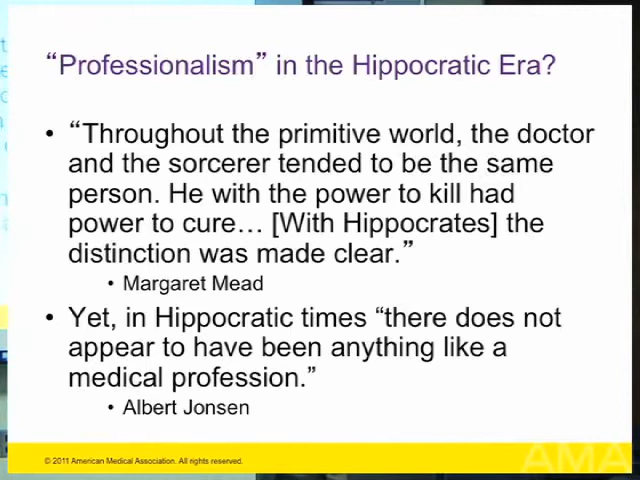 “Professionalism” in the Hippocratic Era?
• “Throughout the primitive world, the doctor
and the sorcerer tended to be the same
person. He with the power to kill had
power to cure… [With Hippocrates] the
distinction was made clear.”
• Margaret Mead
• Yet, in Hippocratic times “there does not
appear to have been anything like a
medical profession.”
• Albert Jonsen
© 2011 American Medical Association. All rights reserved.
AMA